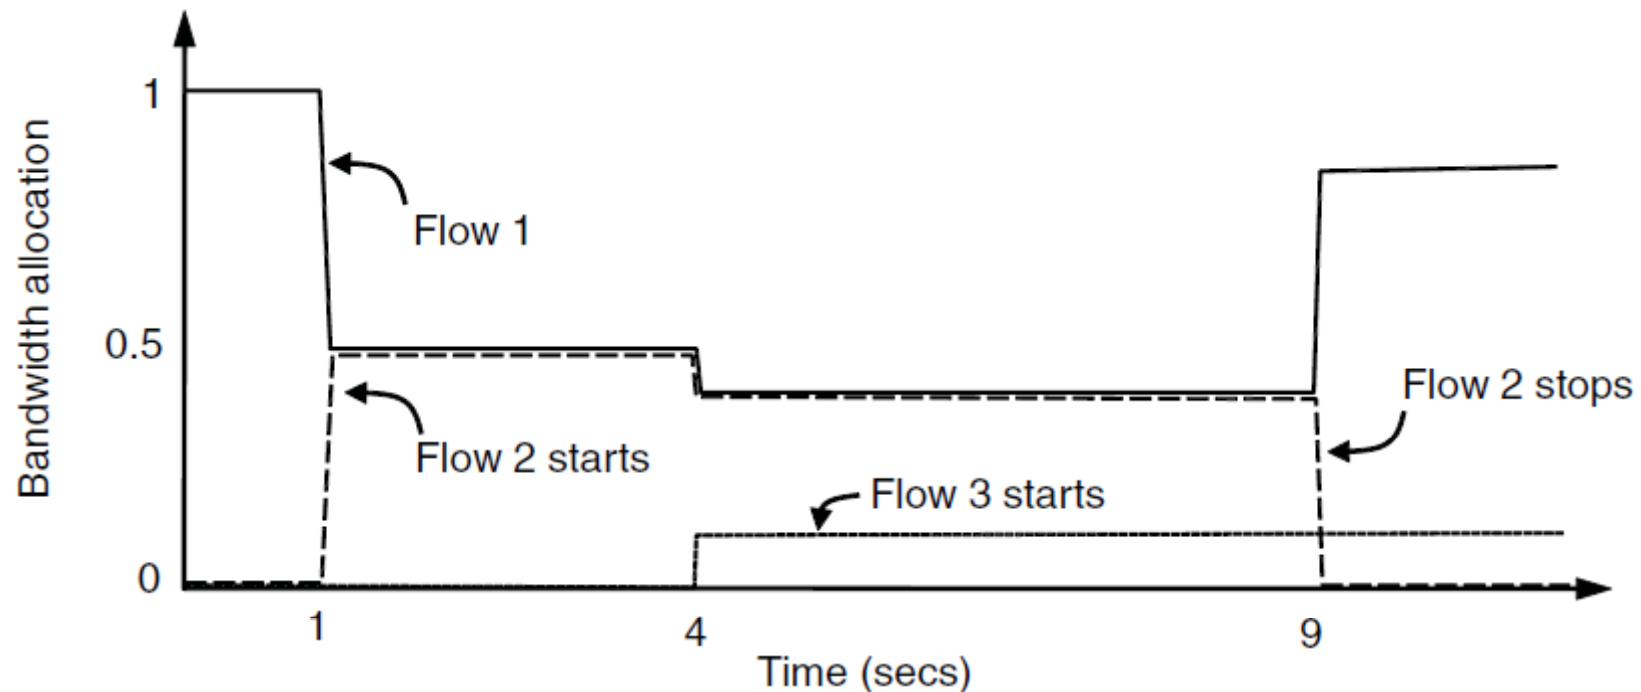 1
Bandwidth allocation
Flow 1
0.5
Flow 2 stops
Flow 2 starts
Flow 3 starts
0
1
4
9
Time (secs)